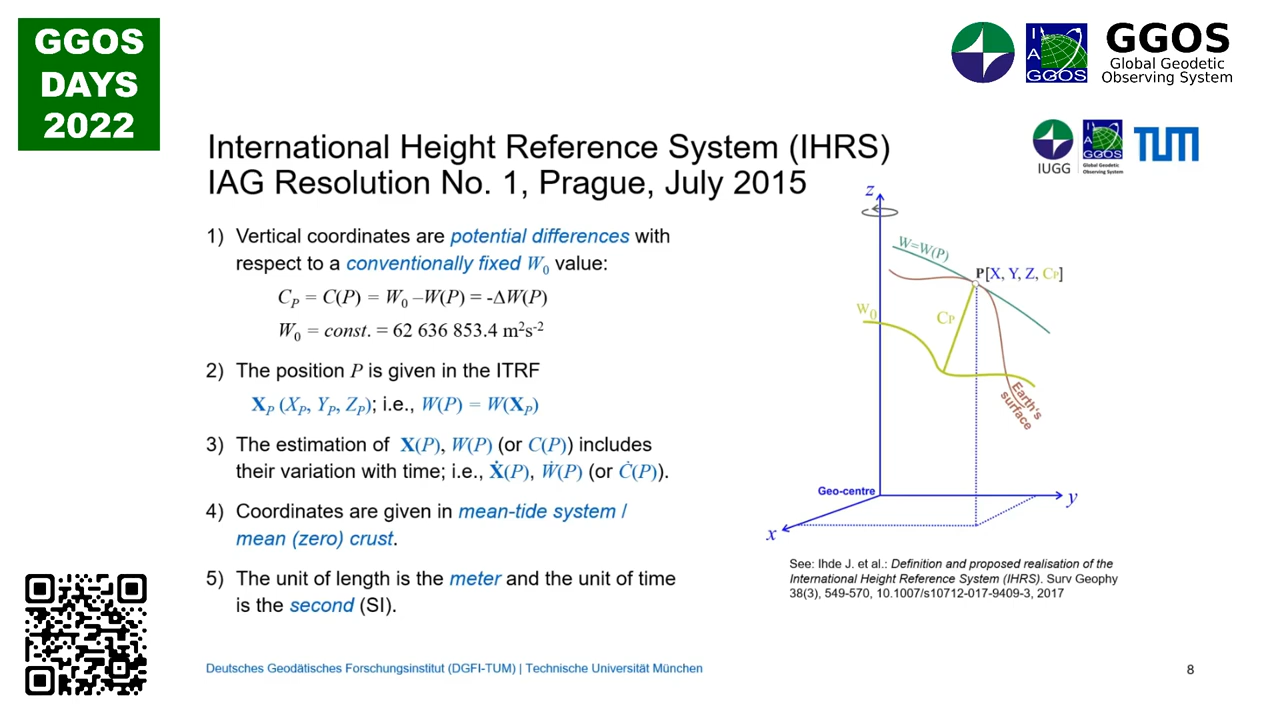 GGOS
DAYS
2022
GGOS
Global Geodetic
Observing System
I
A
GGOS
International Height Reference System (IHRS)
IAG Resolution No. 1, Prague, July 2015
IUGG
I
A
GGOS
Global Geodetic
Observing System
TUM
1) Vertical coordinates are potential differences with
respect to a conventionally fixed W₀ value:
C_P = C(P) = W₀ –W(P) = -ΔW(P)
W₀ = const. = 62 636 853.4 m²s⁻²
2) The position P is given in the ITRF
X_P (X_P, Y_P, Z_P); i.e., W(P) = W(X_P)
3) The estimation of X(P), W(P) (or C(P)) includes
their variation with time; i.e., Ẋ(P), Ẇ(P) (or Ċ(P)).
4) Coordinates are given in mean-tide system /
mean (zero) crust.
5) The unit of length is the meter and the unit of time
is the second (SI).
z
W=W(P)
P[X, Y, Z, C_P]
W₀
C_P
Earth's
surface
Geo-centre
y
x
See: Ihde J. et al.: Definition and proposed realisation of the
International Height Reference System (IHRS). Surv Geophy
38(3), 549-570, 10.1007/s10712-017-9409-3, 2017
Deutsches Geodätisches Forschungsinstitut (DGFI-TUM) | Technische Universität München
8